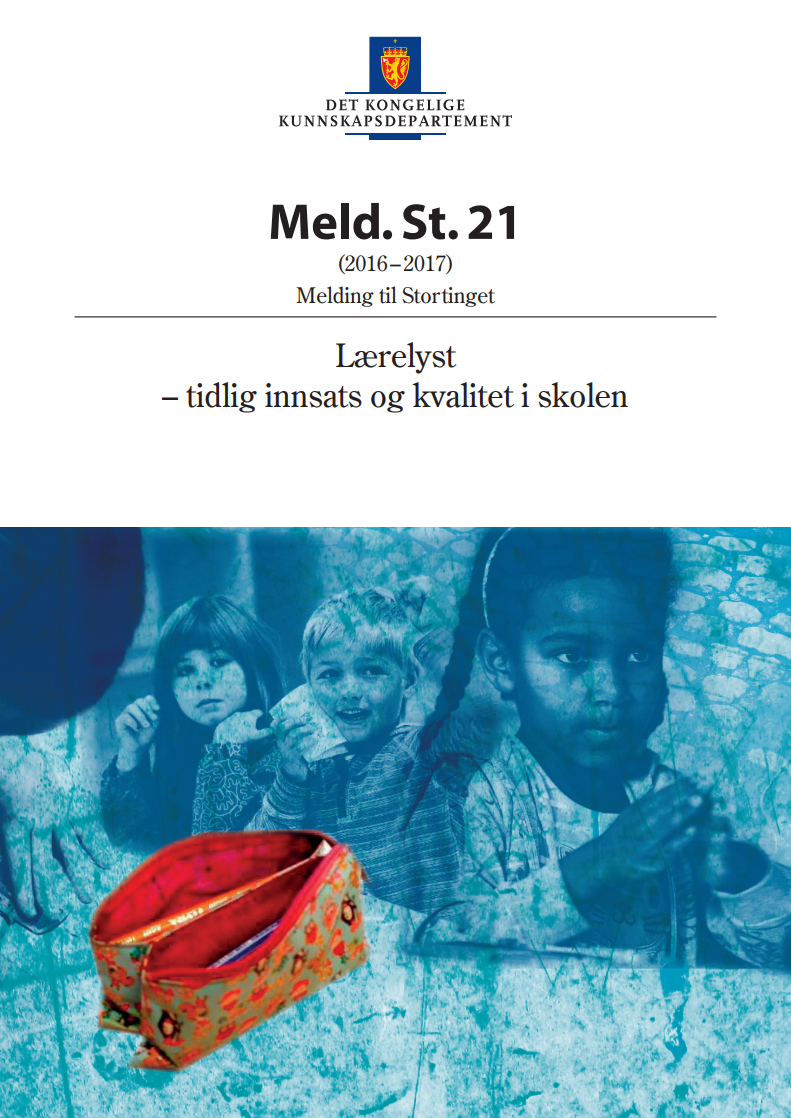 DET KONGELIGE
KUNNSKAPSDEPARTEMENT
Meld. St. 21
(2016–2017)
Melding til Stortinget
Lærelyst
– tidlig innsats og kvalitet i skolen